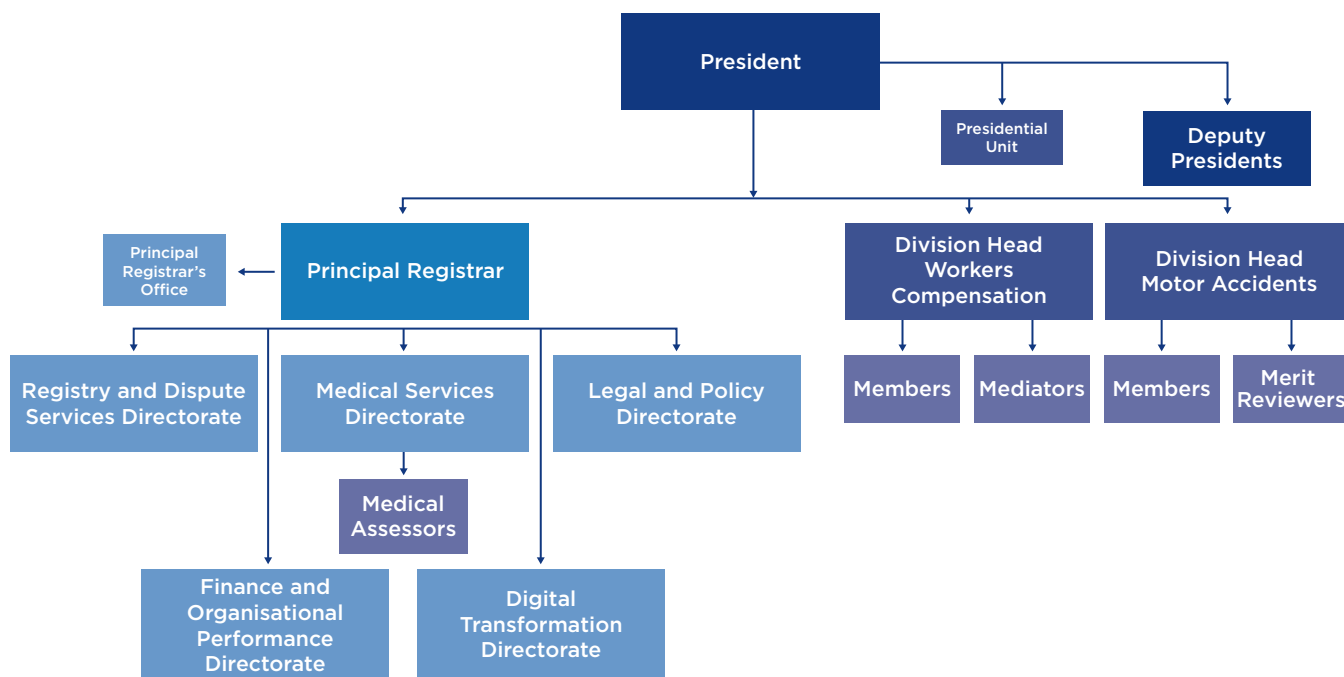 President
Presidential
Unit
Deputy
Presidents
Principal
Registrar's
Office
Principal Registrar
Division Head
Workers
Compensation
Division Head
Motor Accidents
Registry and Dispute
Services Directorate
Medical Services
Directorate
Legal and Policy
Directorate
Members
Mediators
Members
Merit
Reviewers
Medical
Assessors
Finance and
Organisational
Performance
Directorate
Digital
Transformation
Directorate